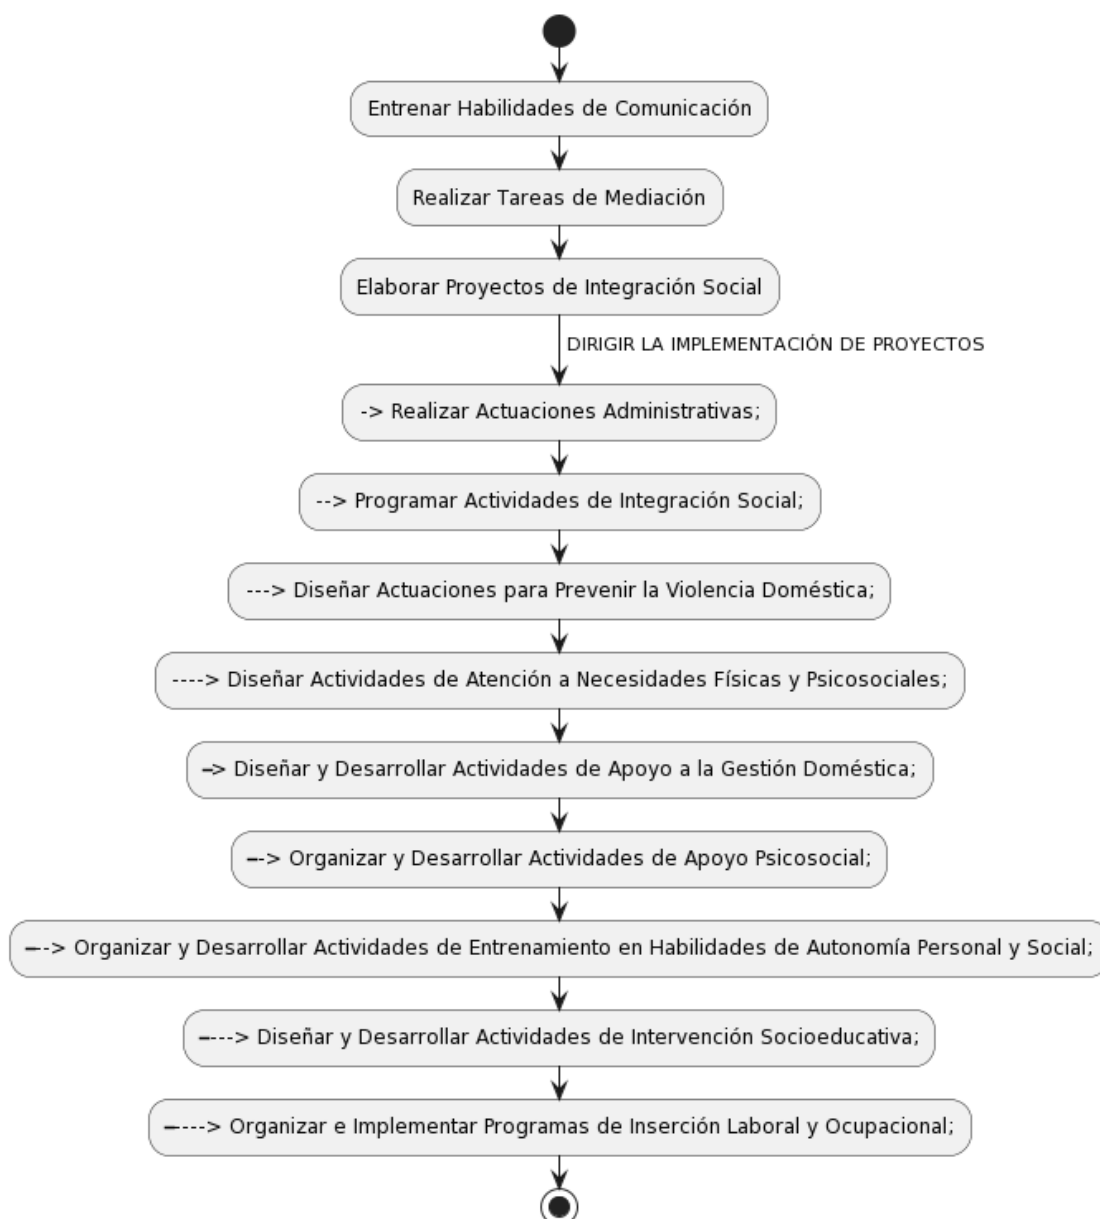 Entrenar Habilidades de Comunicación
Realizar Tareas de Mediación
Elaborar Proyectos de Integración Social
DIRIGIR LA IMPLEMENTACIÓN DE PROYECTOS
-> Realizar Actuaciones Administrativas;
--> Programar Actividades de Integración Social;
---> Diseñar Actuaciones para Prevenir la Violencia Doméstica;
----> Diseñar Actividades de Atención a Necesidades Físicas y Psicosociales;
—> Diseñar y Desarrollar Actividades de Apoyo a la Gestión Doméstica;
—-> Organizar y Desarrollar Actividades de Apoyo Psicosocial;
—--> Organizar y Desarrollar Actividades de Entrenamiento en Habilidades de Autonomía Personal y Social;
—---> Diseñar y Desarrollar Actividades de Intervención Socioeducativa;
—----> Organizar e Implementar Programas de Inserción Laboral y Ocupacional;